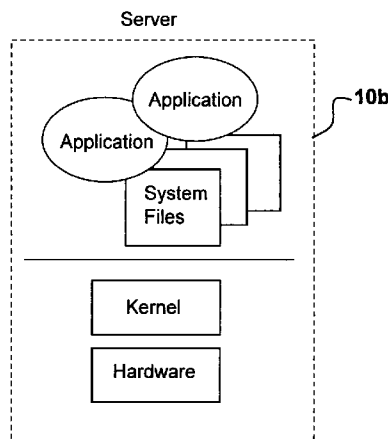 Server
10b
Application
Application
System
Files
Kernel
Hardware